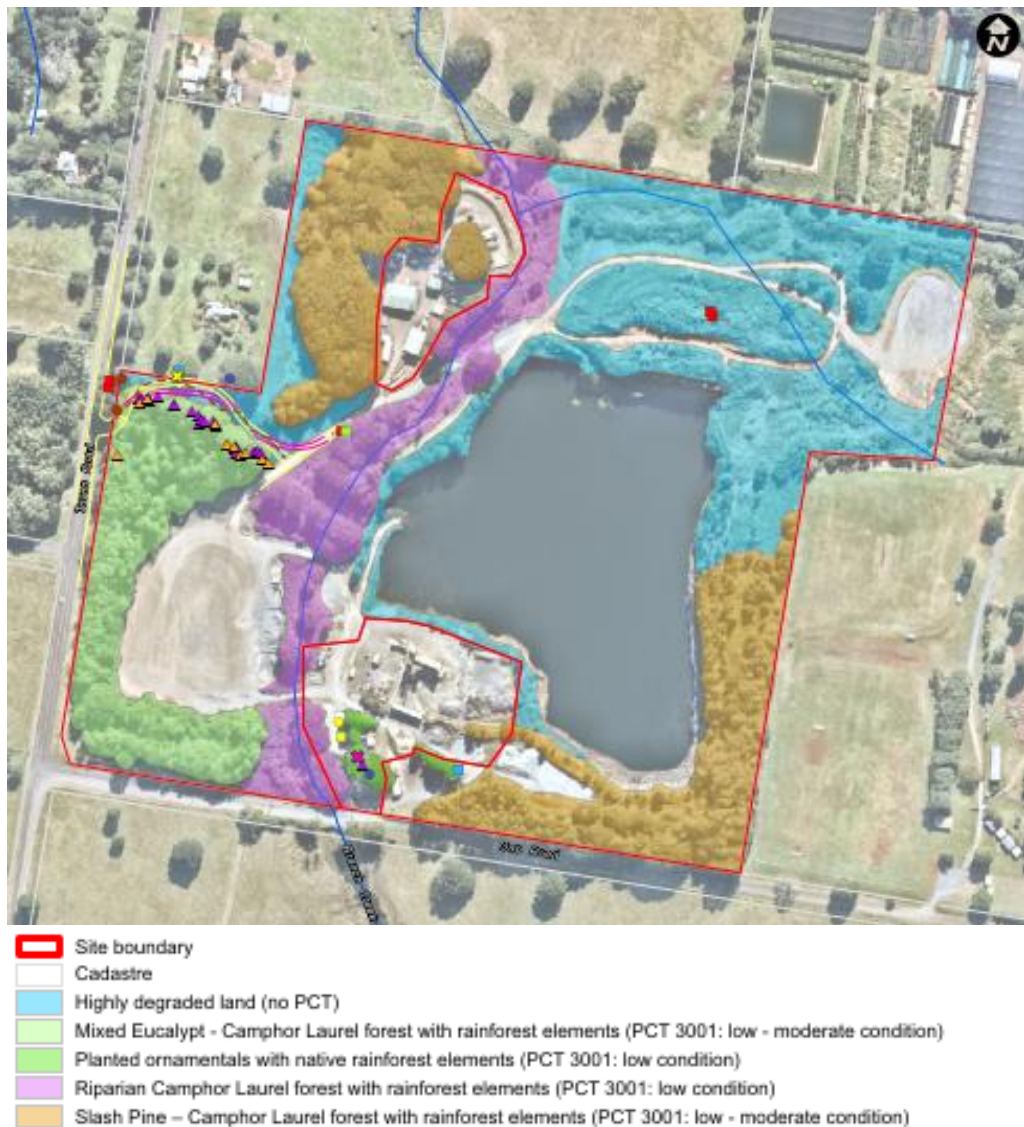 N
Site boundary
Cadastre
Highly degraded land (no PCT)
Mixed Eucalypt - Camphor Laurel forest with rainforest elements (PCT 3001: low - moderate condition)
Planted ornamentals with native rainforest elements (PCT 3001: low condition)
Riparian Camphor Laurel forest with rainforest elements (PCT 3001: low condition)
Slash Pine – Camphor Laurel forest with rainforest elements (PCT 3001: low - moderate condition)